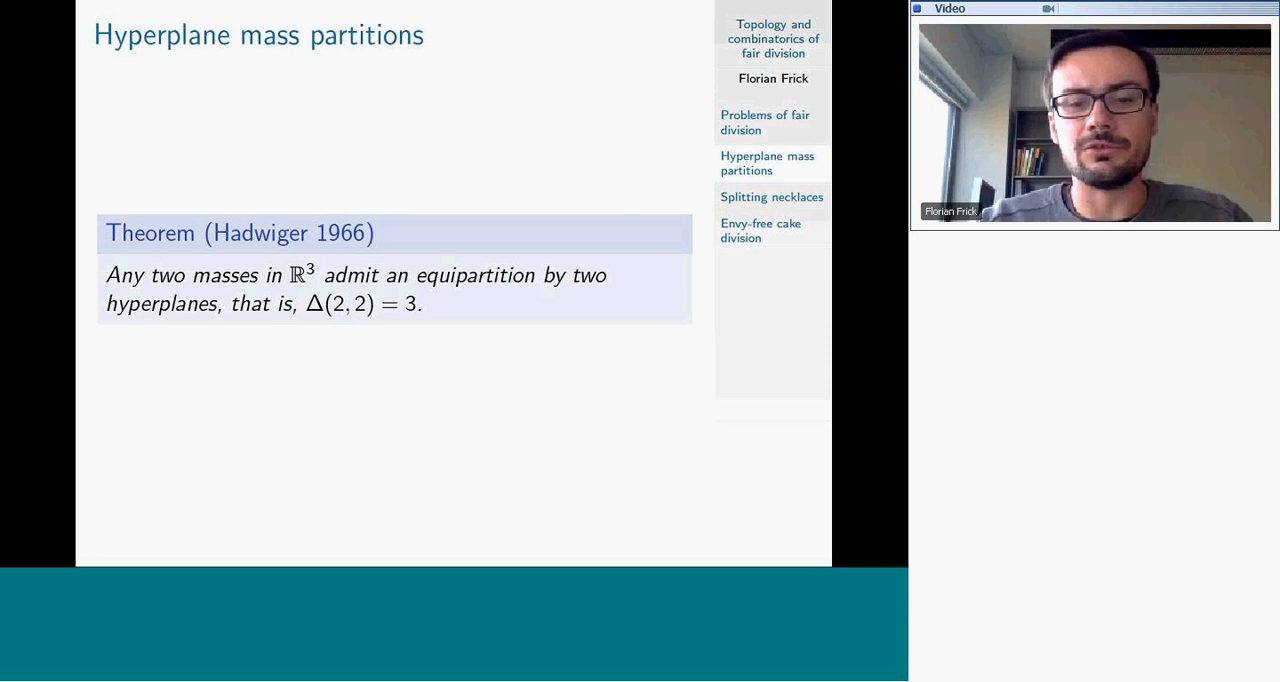 Hyperplane mass partitions
Theorem (Hadwiger 1966)
Any two masses in ℝ³ admit an equipartition by two
hyperplanes, that is, Δ(2, 2) = 3.
Topology and
combinatorics of
fair division
Florian Frick
Problems of fair
division
Hyperplane mass
partitions
Splitting necklaces
Envy-free cake
division
Video
Florian Frick